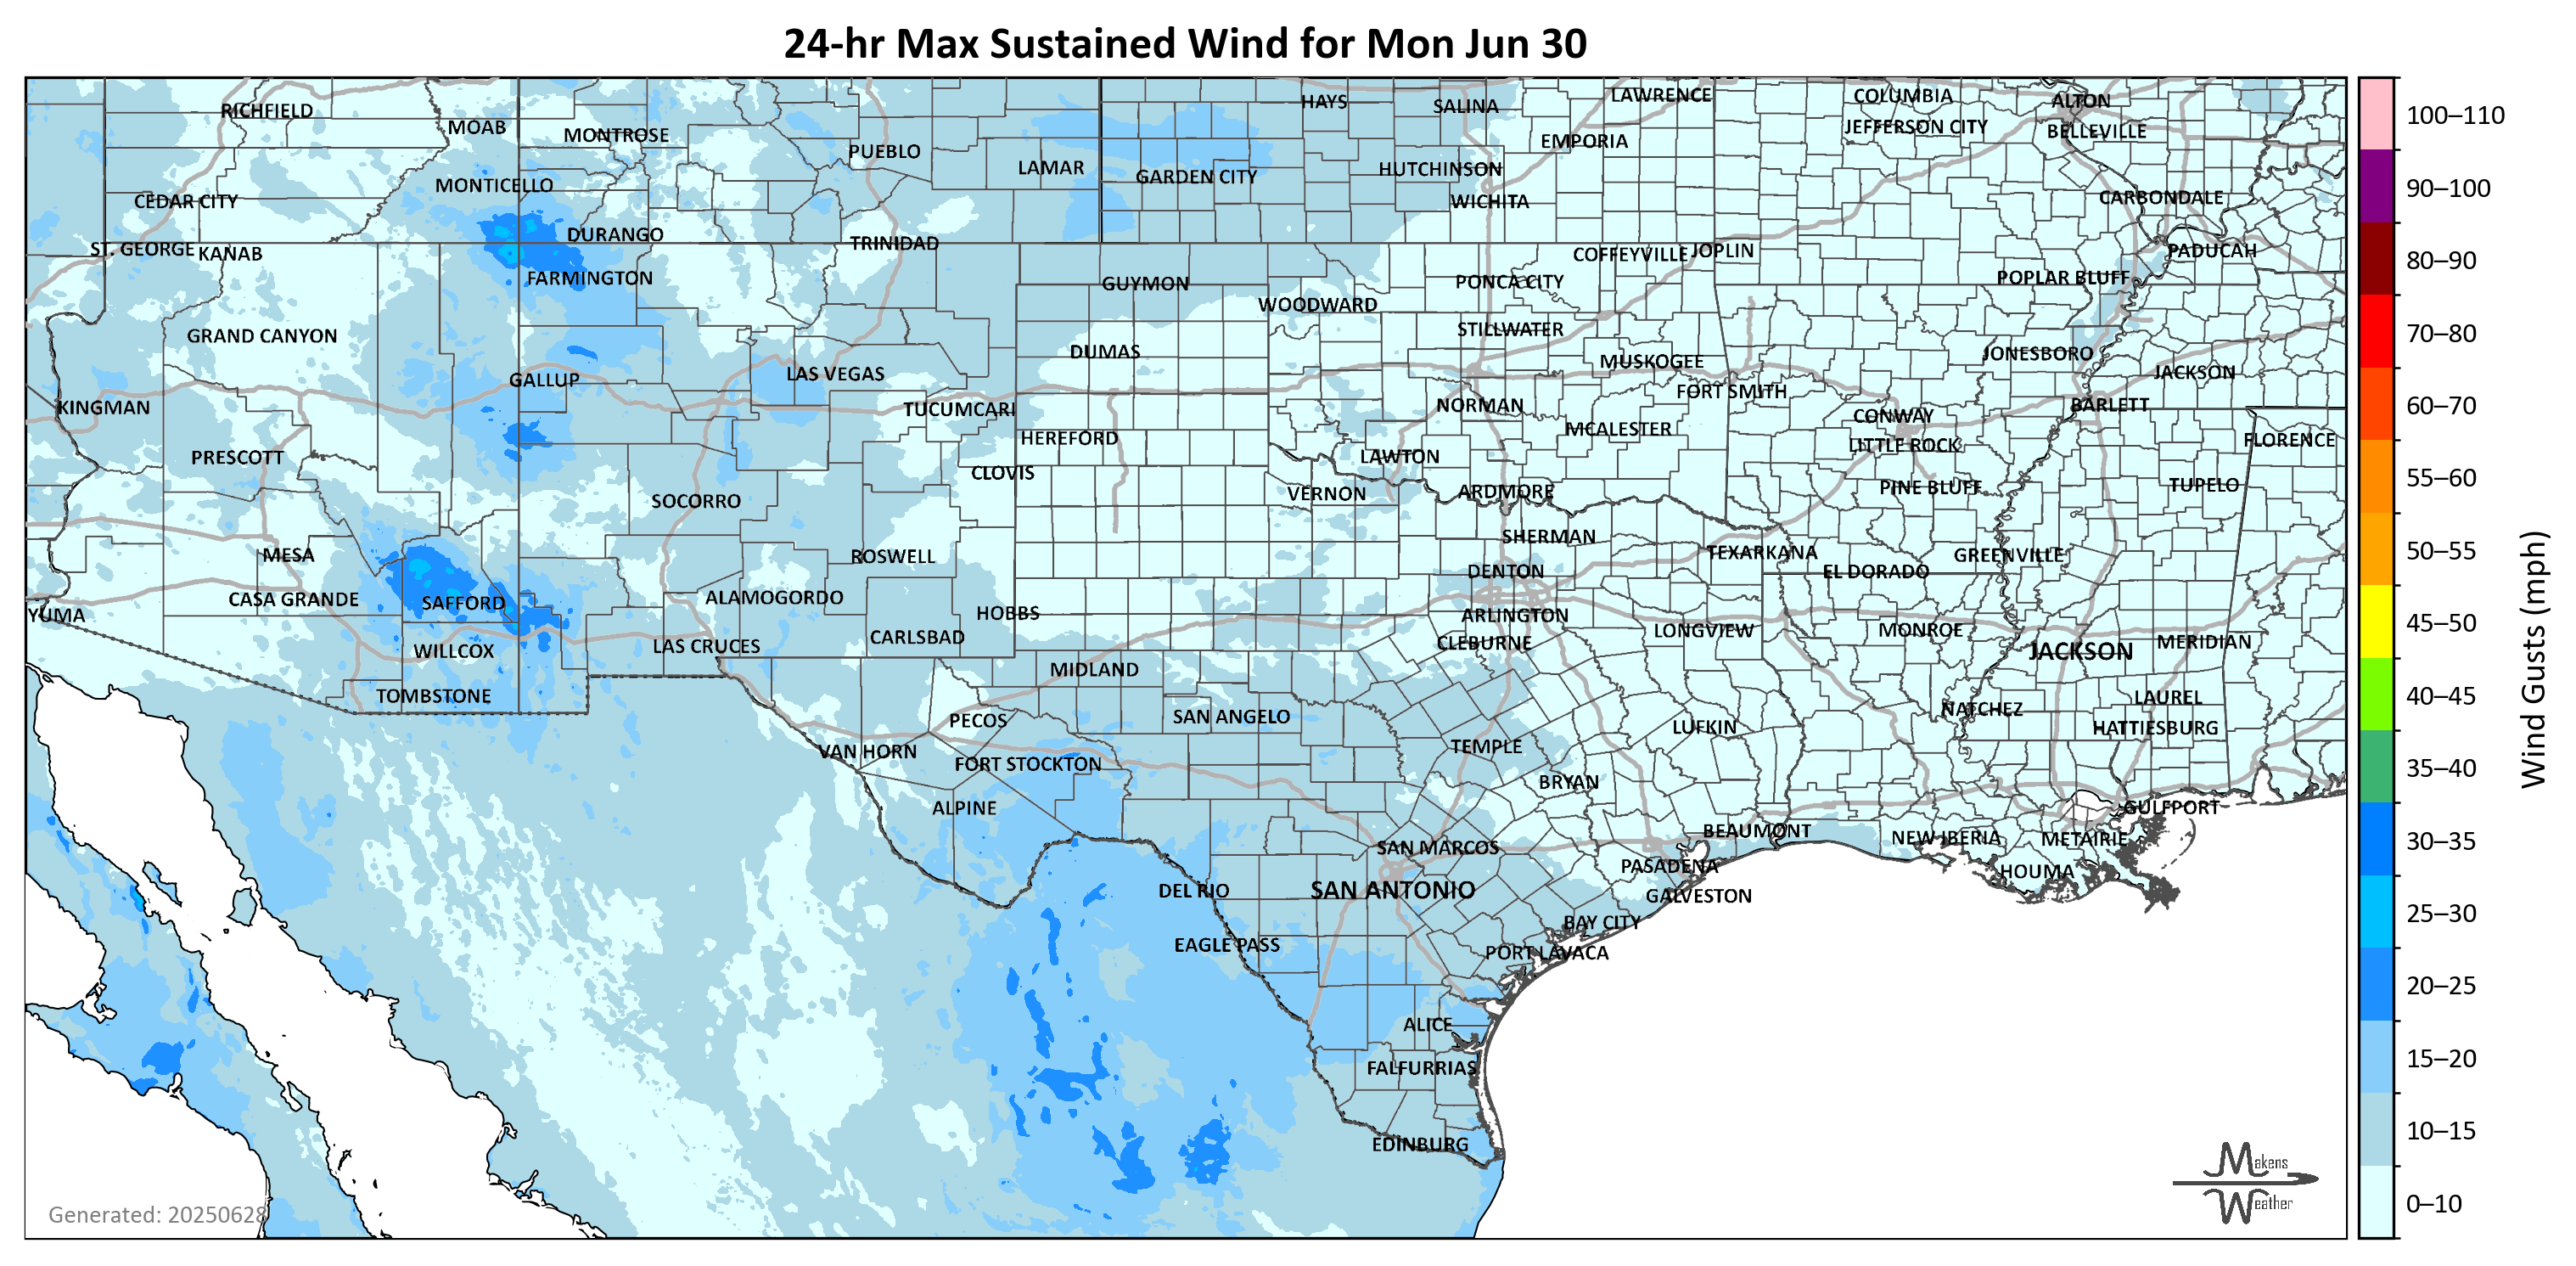 24-hr Max Sustained Wind for Mon Jun 30
RICHFIELD
MOAB
MONTROSE
PUEBLO
LAMAR
GARDEN CITY
HAYS
SALINA
HUTCHINSON
WICHITA
EMPORIA
LAWRENCE
COLUMBIA
JEFFERSON CITY
ALTON
BELLEVILLE
CARBONDALE
MONTICELLO
CEDAR CITY
ST. GEORGE
KANAB
DURANGO
TRINIDAD
FARMINGTON
GUYMON
WOODWARD
PONCA CITY
COFFEYVILLE
JOPLIN
POPLAR BLUFF
PADUCAH
GRAND CANYON
DUMAS
STILLWATER
MUSKOGEE
JONESBORO
JACKSON
GALLUP
LAS VEGAS
KINGMAN
TUCUMCARI
NORMAN
FORT SMITH
CONWAY
BARLETT
HEREFORD
MCALESTER
LITTLE ROCK
FLORENCE
PRESCOTT
CLOVIS
LAWTON
SOCORRO
VERNON
ARDMORE
PINE BLUFF
TUPELO
MESA
ROSWELL
SHERMAN
TEXARKANA
GREENVILLE
DENTON
EL DORADO
CASA GRANDE
SAFFORD
ALAMOGORDO
HOBBS
ARLINGTON
YUMA
WILLCOX
LAS CRUCES
CARLSBAD
CLEBURNE
LONGVIEW
MONROE
JACKSON
MERIDIAN
MIDLAND
TOMBSTONE
PECOS
SAN ANGELO
LUFKIN
NATCHEZ
LAUREL
HATTIESBURG
VAN HORN
FORT STOCKTON
TEMPLE
BRYAN
ALPINE
GULFPORT
SAN MARCOS
BEAUMONT
NEW IBERIA
METAIRIE
PASADENA
HOUMA
DEL RIO
SAN ANTONIO
GALVESTON
BAY CITY
EAGLE PASS
PORT LAVACA
ALICE
FALFURRIAS
EDINBURG
Generated: 20250628
Makens
Weather
100–110
90–100
80–90
70–80
60–70
55–60
50–55
45–50
40–45
35–40
30–35
25–30
20–25
15–20
10–15
0–10
Wind Gusts (mph)